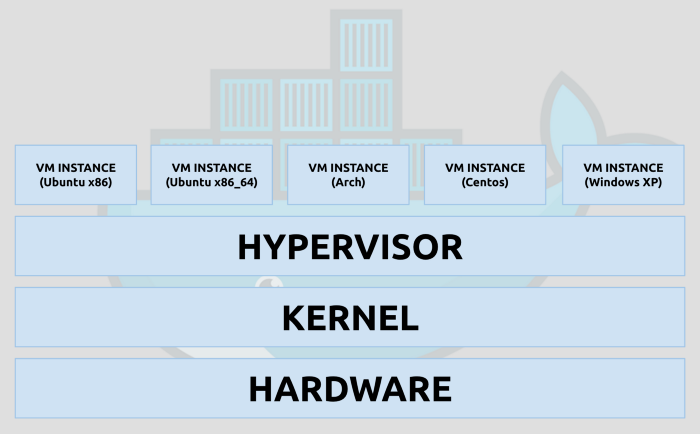 VM INSTANCE
(Ubuntu x86)
VM INSTANCE
(Ubuntu x86_64)
VM INSTANCE
(Arch)
VM INSTANCE
(Centos)
VM INSTANCE
(Windows XP)
HYPERVISOR
KERNEL
HARDWARE